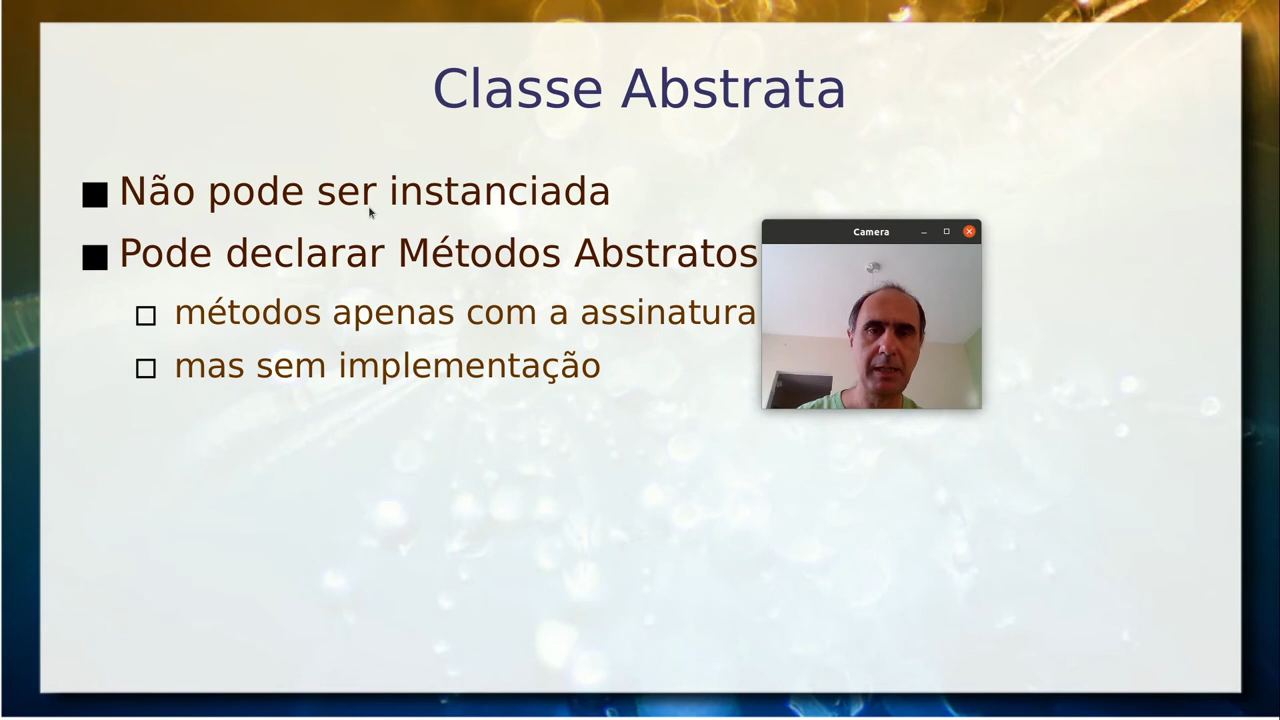 Classe Abstrata
Não pode ser instanciada
Pode declarar Métodos Abstratos
métodos apenas com a assinatura
mas sem implementação
Camera